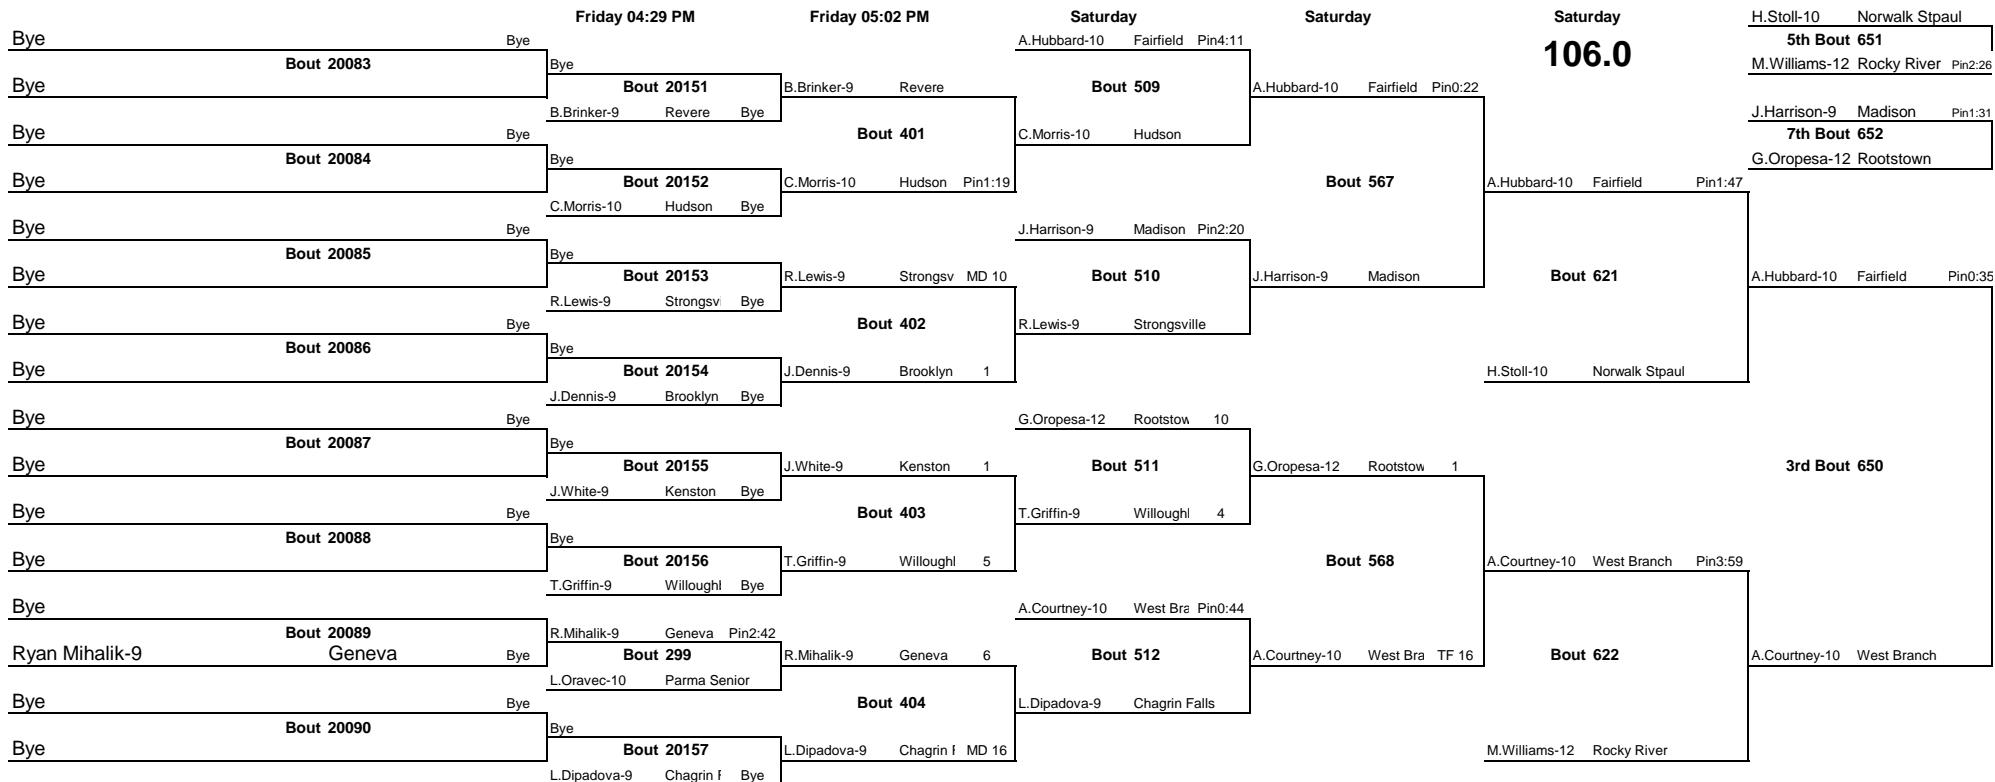 Friday 04:29 PM Friday 05:02 PM Saturday Saturday Saturday H.Stoll-10 Norwalk Stpaul
Bye Bye A.Hubbard-10 Fairfield Pin4:11 106.0 5th Bout 651
Bout 20083 Bye M.Williams-12 Rocky River Pin2:26
Bye Bout 20151 B.Brinker-9 Revere Bout 509 A.Hubbard-10 Fairfield Pin0:22
B.Brinker-9 Revere Bye J.Harrison-9 Madison Pin1:31
Bye Bye Bout 401 C.Morris-10 Hudson 7th Bout 652
Bout 20084 Bye G.Oropesa-12 Rootstown
Bye Bout 20152 C.Morris-10 Hudson Pin1:19 Bout 567 A.Hubbard-10 Fairfield Pin1:47
C.Morris-10 Hudson Bye
Bye Bye J.Harrison-9 Madison Pin2:20
Bout 20085 Bye
Bye Bout 20153 R.Lewis-9 Strongsv MD 10 Bout 510 J.Harrison-9 Madison Bout 621 A.Hubbard-10 Fairfield Pin0:35
R.Lewis-9 Strongsvi Bye
Bye Bye Bout 402 R.Lewis-9 Strongsville
Bout 20086 Bye
Bye Bout 20154 J.Dennis-9 Brooklyn 1 H.Stoll-10 Norwalk Stpaul
J.Dennis-9 Brooklyn Bye
Bye Bye G.Oropesa-12 Rootstow 10
Bout 20087 Bye
Bye Bout 20155 J.White-9 Kenston 1 Bout 511 G.Oropesa-12 Rootstow 1 3rd Bout 650
J.White-9 Kenston Bye
Bye Bye Bout 403 T.Griffin-9 Willough 4
Bout 20088 Bye
Bye Bout 20156 T.Griffin-9 Willough 5 Bout 568 A.Courtney-10 West Branch Pin3:59
T.Griffin-9 Willough Bye
Bye A.Courtney-10 West Bra Pin0:44
Bout 20089 R.Mihalik-9 Geneva Pin2:42
Ryan Mihalik-9 Geneva Bye Bout 299 R.Mihalik-9 Geneva 6 Bout 512 A.Courtney-10 West Bra TF 16 Bout 622 A.Courtney-10 West Branch
L.Oravec-10 Parma Senior
Bye Bye Bout 404 L.Dipadova-9 Chagrin Falls
Bout 20090 Bye
Bye Bout 20157 L.Dipadova-9 Chagrin F MD 16 M.Williams-12 Rocky River
L.Dipadova-9 Chagrin F Bye